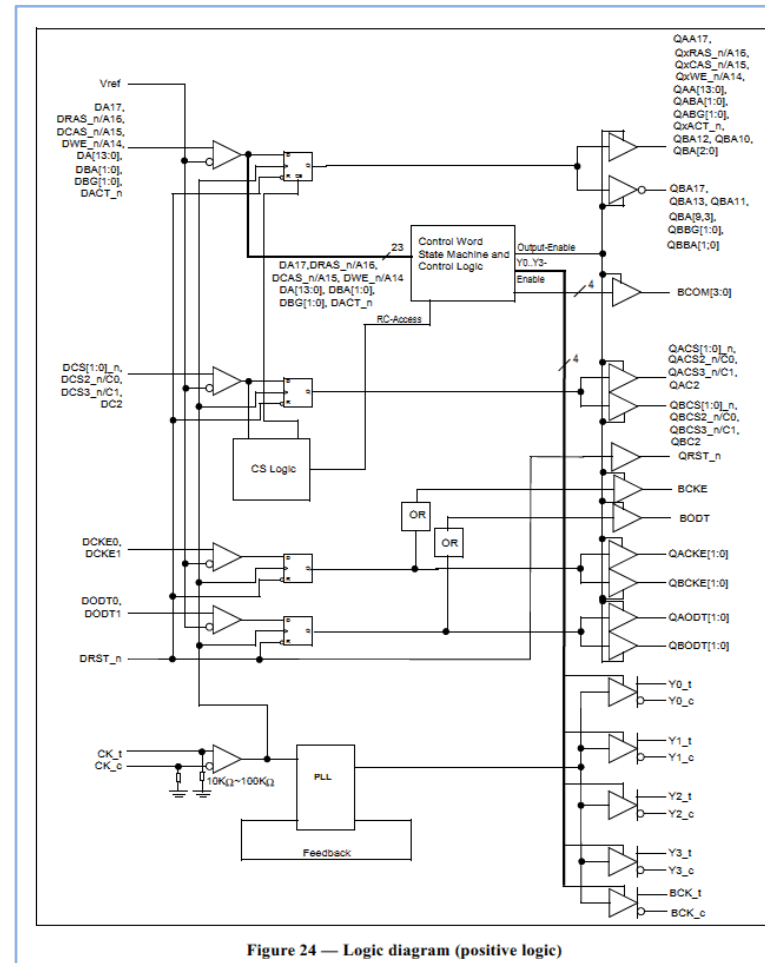 Vref
DA17,
DRAS_n/A16,
DCAS_n/A15,
DWE_n/A14,
DA[13:0],
DBA[1:0],
DBG[1:0],
DACT_n
D
Q
R
CE
QAA17,
QxRAS_n/A16,
QxCAS_n/A15,
QxWE_n/A14,
QAA[13:0],
QABA[1:0],
QABG[1:0],
QxACT_n,
QBA12, QBA10,
QBA[2:0]
QBA17,
QBA13, QBA11,
QBA[9,3],
QBBG[1:0],
QBBA[1;0]
23
DA17,DRAS_n/A16,
DCAS_n/A15, DWE_n/A14
DA[13:0], DBA[1:0],
DBG[1:0], DACT_n
Control Word
State Machine and
Control Logic
Output-Enable
Y0..Y3-
Enable
4
BCOM[3:0]
RC-Access
4
DCS[1:0]_n,
DCS2_n/C0,
DCS3_n/C1,
DC2
D
Q
R
CS Logic
QACS[1:0]_n,
QACS2_n/C0,
QACS3_n/C1,
QAC2
QBCS[1:0]_n,
QBCS2_n/C0,
QBCS3_n/C1,
QBC2
QRST_n
BCKE
OR
BODT
OR
DCKE0,
DCKE1
D
Q
R
QACKE[1:0]
QBCKE[1:0]
DODT0,
DODT1
D
Q
R
QAODT[1:0]
QBODT[1:0]
DRST_n
CK_t
CK_c
10KΩ~100KΩ
PLL
Feedback
Y0_t
Y0_c
Y1_t
Y1_c
Y2_t
Y2_c
Y3_t
Y3_c
BCK_t
BCK_c
Figure 24 — Logic diagram (positive logic)